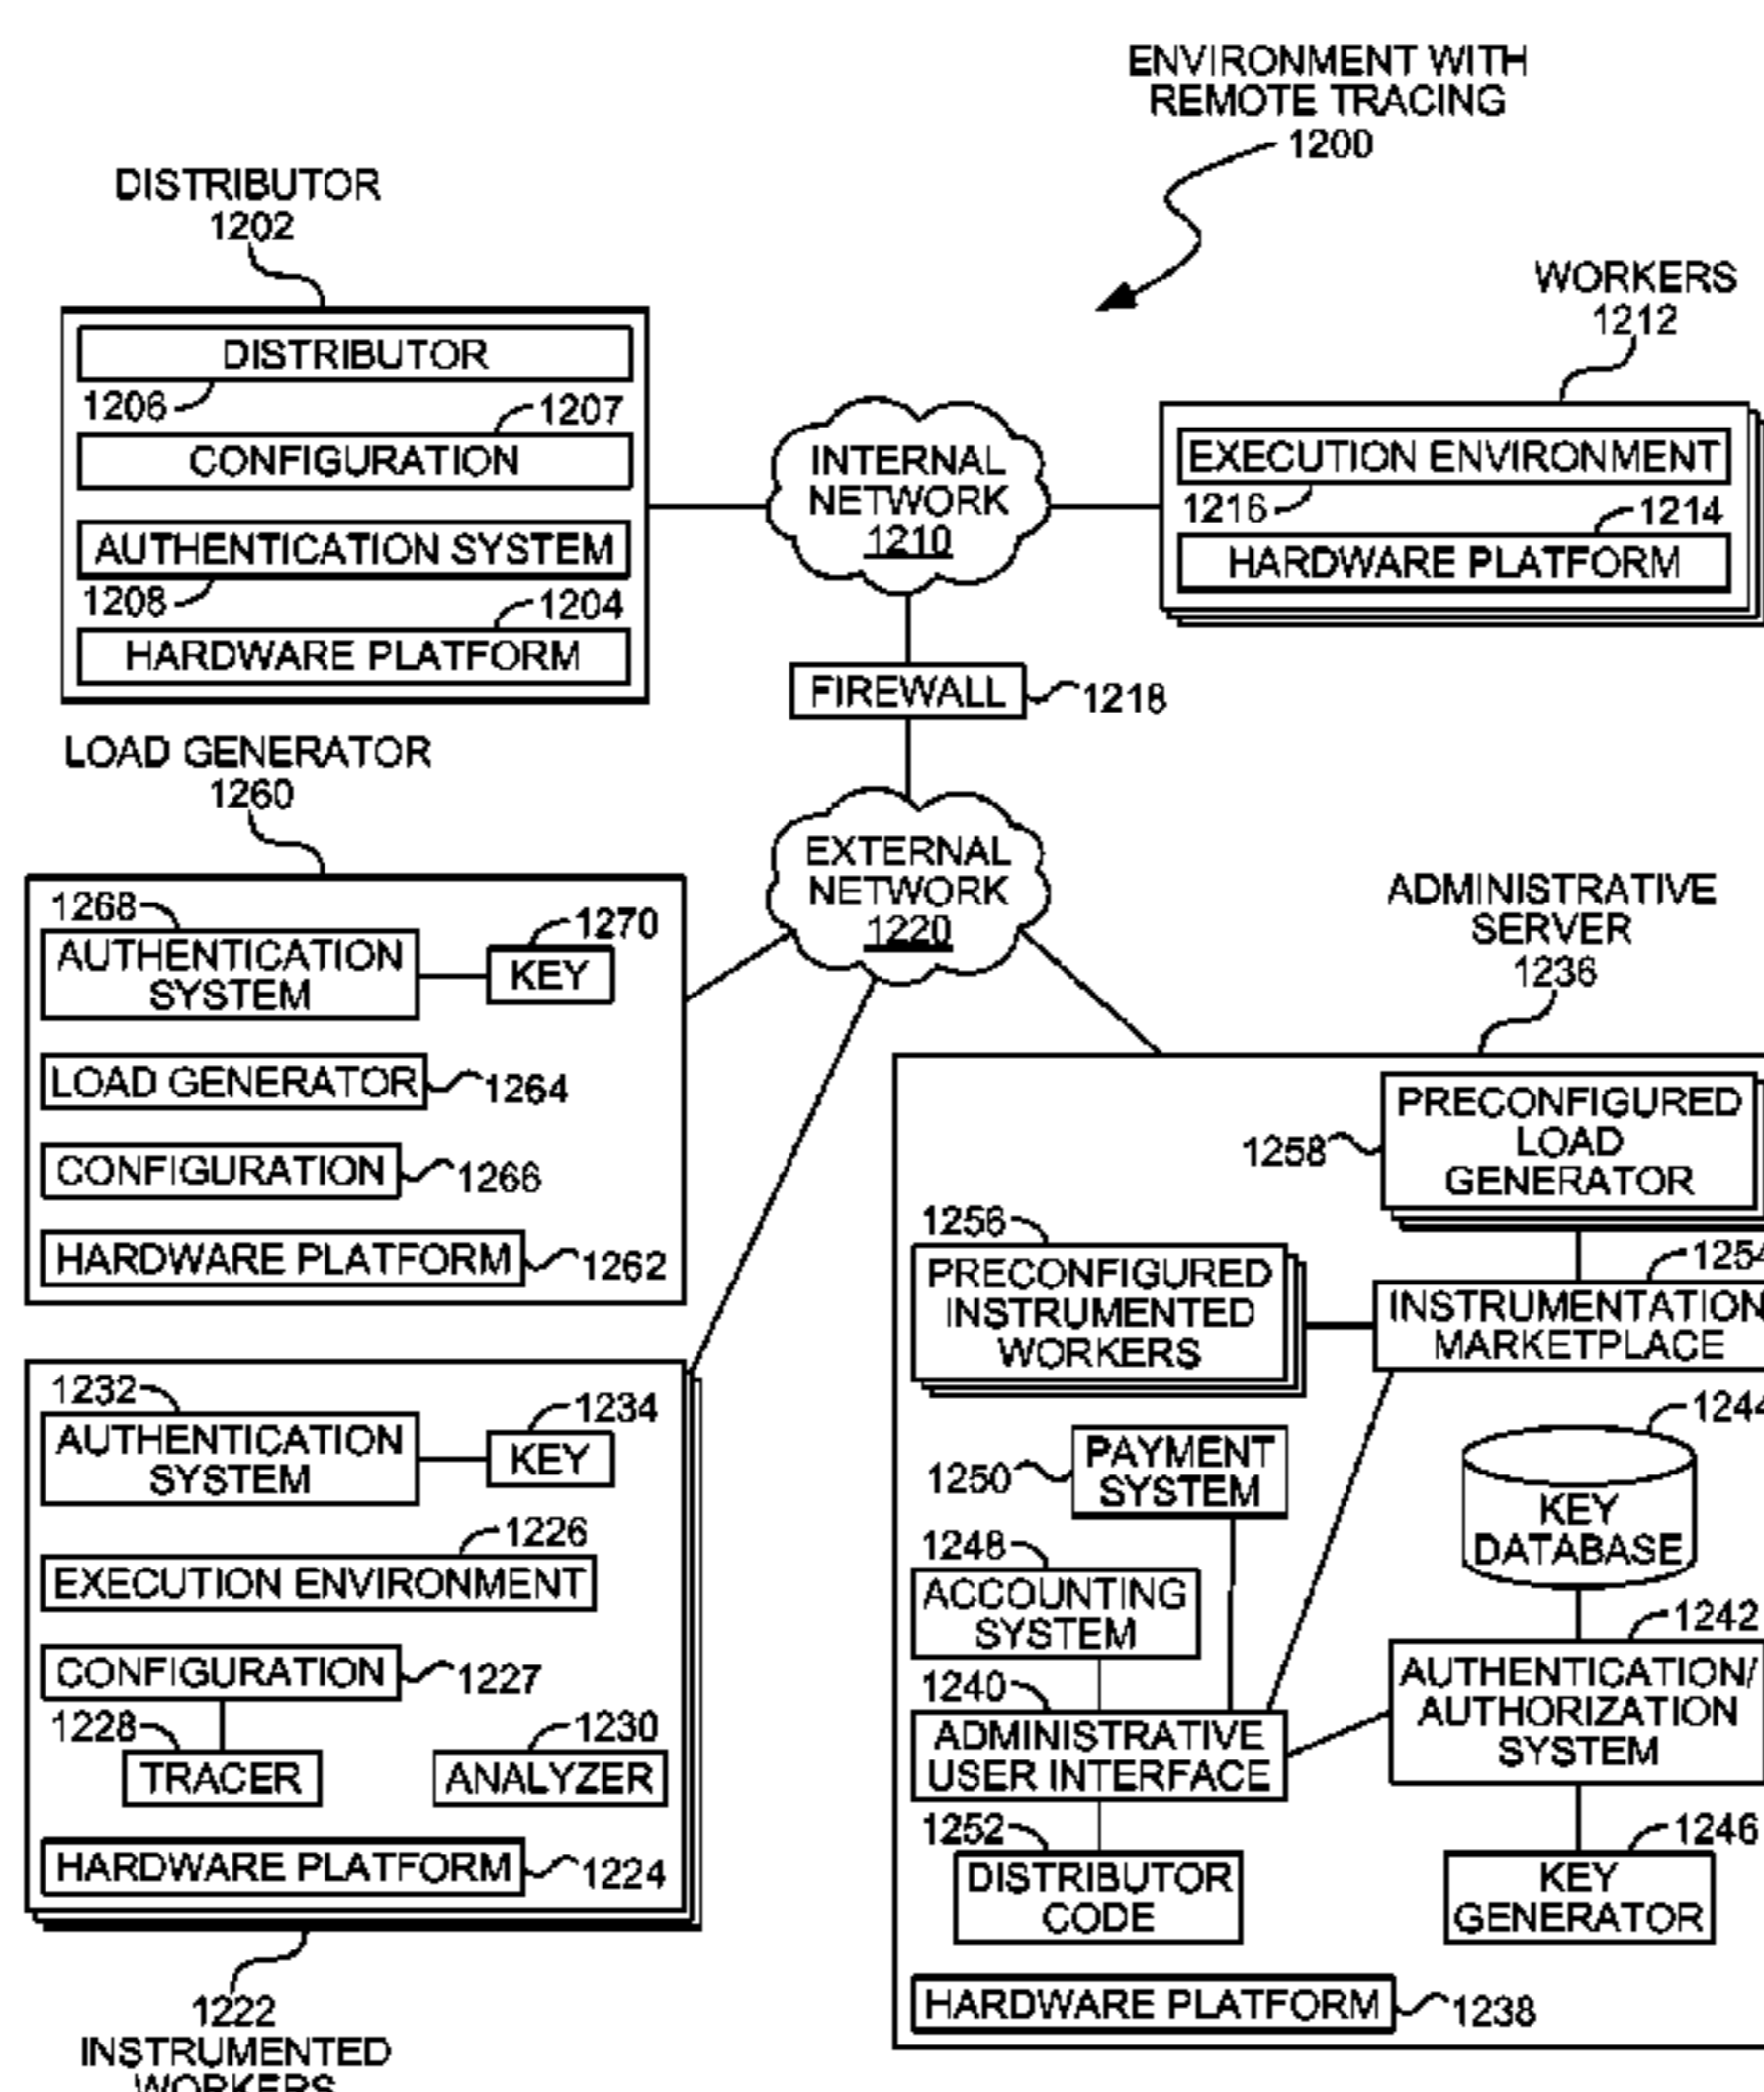 ENVIRONMENT WITH
REMOTE TRACING
1200
DISTRIBUTOR
1202
DISTRIBUTOR
1206
1207
CONFIGURATION
AUTHENTICATION SYSTEM
1208
1204
HARDWARE PLATFORM
INTERNAL
NETWORK
1210
WORKERS
1212
EXECUTION ENVIRONMENT
1216
1214
HARDWARE PLATFORM
FIREWALL
1218
EXTERNAL
NETWORK
1220
LOAD GENERATOR
1260
1268
AUTHENTICATION
SYSTEM
1270
KEY
LOAD GENERATOR
1264
CONFIGURATION
1266
HARDWARE PLATFORM
1262
1232
AUTHENTICATION
SYSTEM
1234
KEY
1226
EXECUTION ENVIRONMENT
CONFIGURATION
1227
1228
TRACER
1230
ANALYZER
HARDWARE PLATFORM
1224
1222
INSTRUMENTED
WORKERS
ADMINISTRATIVE
SERVER
1236
1258
PRECONFIGURED
LOAD
GENERATOR
1256
PRECONFIGURED
INSTRUMENTED
WORKERS
1254
INSTRUMENTATION
MARKETPLACE
1250
PAYMENT
SYSTEM
1244
KEY
DATABASE
1248
ACCOUNTING
SYSTEM
1240
ADMINISTRATIVE
USER INTERFACE
1242
AUTHENTICATION/
AUTHORIZATION
SYSTEM
1252
DISTRIBUTOR
CODE
1246
KEY
GENERATOR
HARDWARE PLATFORM
1238